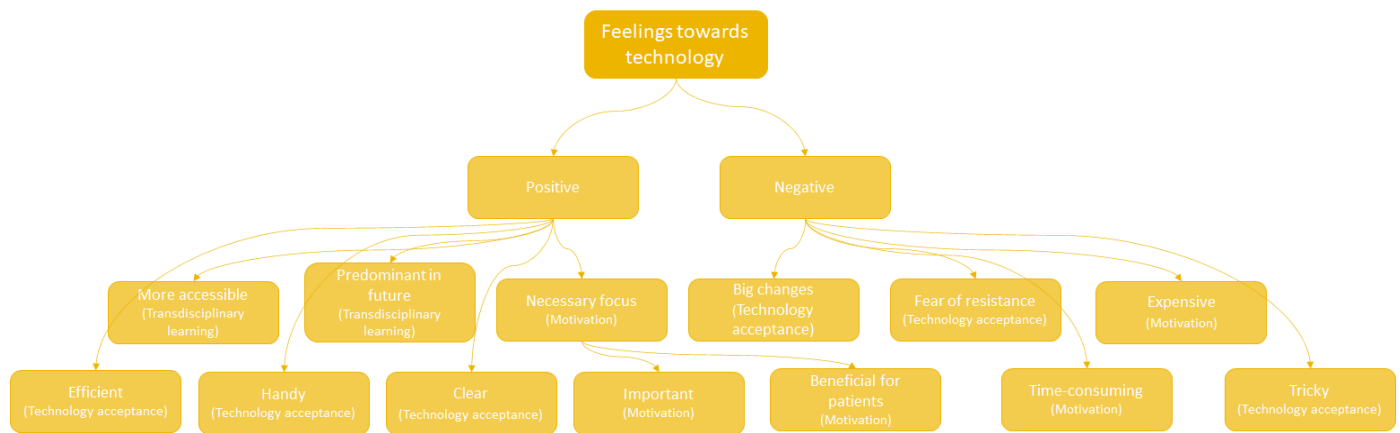 Feelings towards
technology
Positive
Negative
More accessible
(Transdisciplinary
learning)
Predominant in
future
(Transdisciplinary
learning)
Necessary focus
(Motivation)
Big changes
(Technology
acceptance)
Fear of resistance
(Technology acceptance)
Expensive
(Motivation)
Efficient
(Technology acceptance)
Handy
(Technology acceptance)
Clear
(Technology acceptance)
Important
(Motivation)
Beneficial for
patients
(Motivation)
Time-consuming
(Motivation)
Tricky
(Technology acceptance)